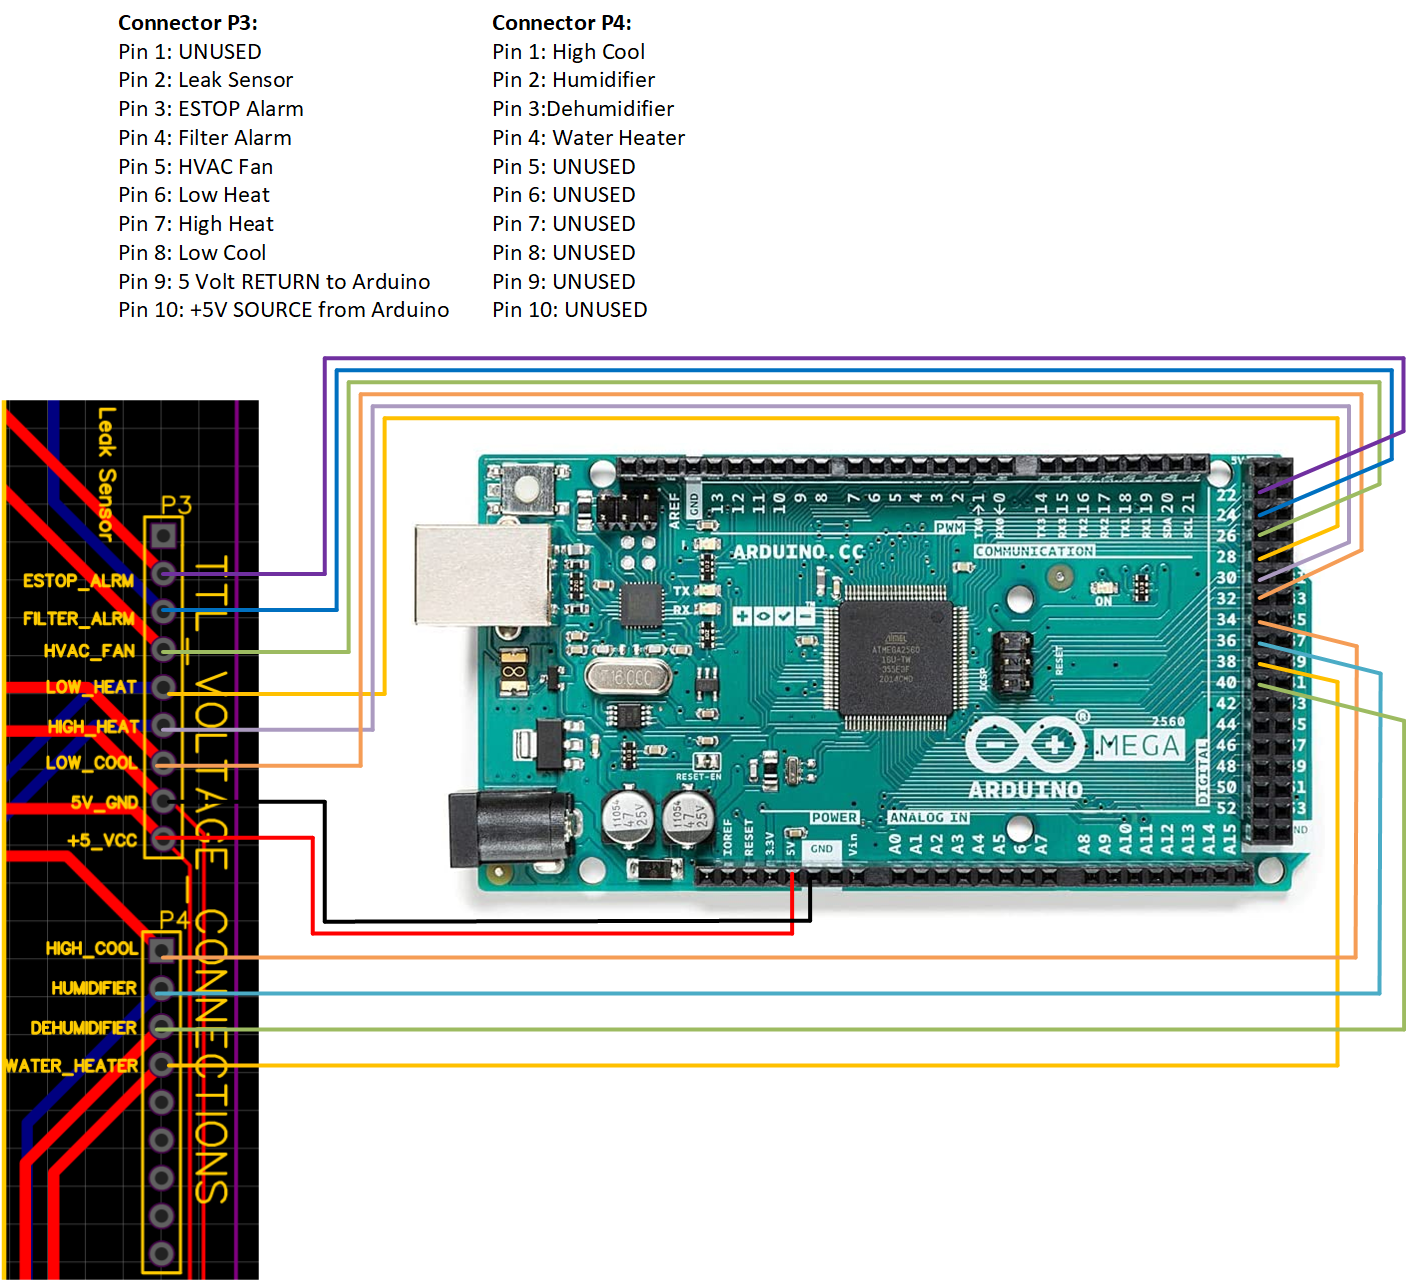 Connector P3:
Pin 1: UNUSED
Pin 2: Leak Sensor
Pin 3: ESTOP Alarm
Pin 4: Filter Alarm
Pin 5: HVAC Fan
Pin 6: Low Heat
Pin 7: High Heat
Pin 8: Low Cool
Pin 9: 5 Volt RETURN to Arduino
Pin 10: +5V SOURCE from Arduino
Connector P4:
Pin 1: High Cool
Pin 2: Humidifier
Pin 3:Dehumidifier
Pin 4: Water Heater
Pin 5: UNUSED
Pin 6: UNUSED
Pin 7: UNUSED
Pin 8: UNUSED
Pin 9: UNUSED
Pin 10: UNUSED
Leak Sensor
P3
ESTOP_ALRM
FILTER_ALRM
HVAC_FAN
LOW_HEAT
HIGH_HEAT
LOW_COOL
5V_GND
+5_VCC
P4
HIGH_COOL
HUMIDIFIER
DEHUMIDIFIER
WATER_HEATER
VOLTAGE
CONNECTIONS
AREF
GND
13
12
11
10
9
8
7
6
5
4
3
2
TX0→1
RX0←0
TX3 14
RX3 15
TX2 16
RX2 17
TX1 18
RX1 19
SDA 20
SCL 21
PWM
COMMUNICATION
ARDUINO.CC
L
TX
RX
ON
5V
22
24
26
28
30
32
34
36
38
40
42
44
46
48
50
52
DIGITAL
ATMEL
ATMEGA2560
16U-TW
16.000
ICSP
RESET
2560
MEGA
ARDUINO
RESET-EN
11054
47
25V
11054
47
25V
POWER
ANALOG IN
IOREF
RESET
3.3V
5V
GND
Vin
A0
A1
A2
A3
A4
A5
A7
A8
A9
A10
A11
A12
A13
A14
A15